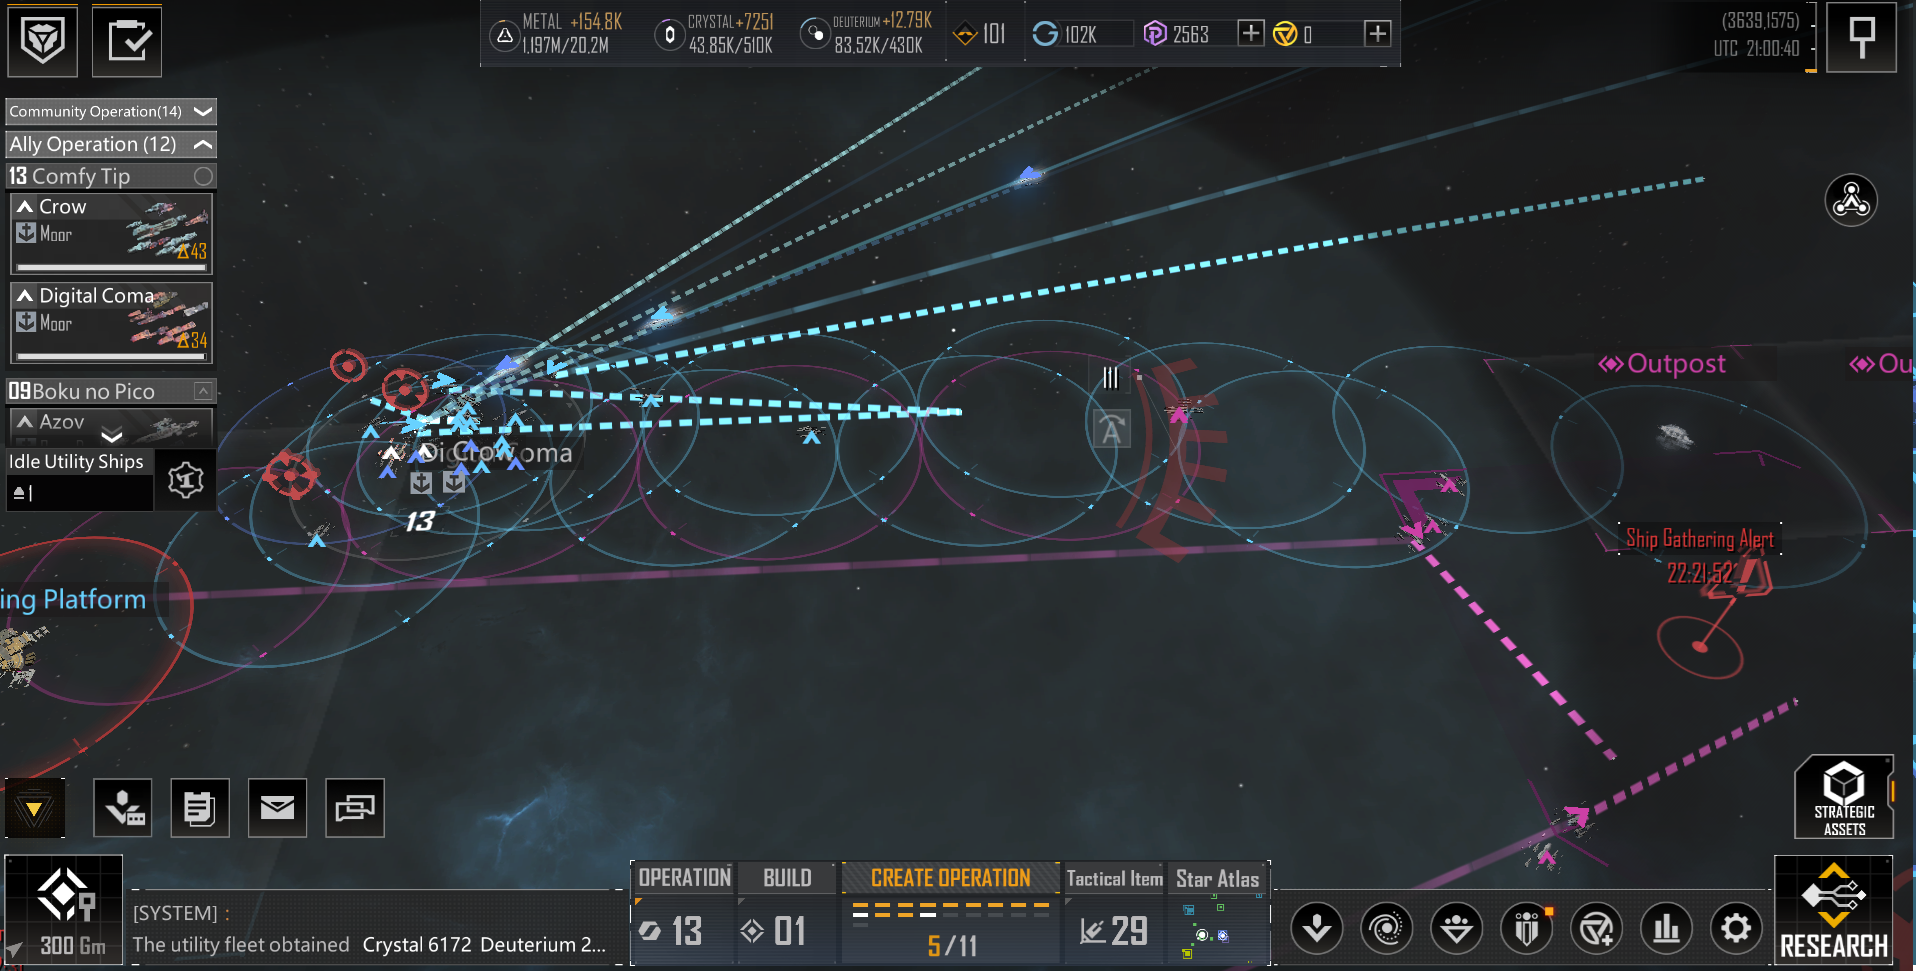 METAL +154.8K
1.197M/20.2M
CRYSTAL +7251
43.85K/510K
DEUTERIUM +12.79K
83.52K/430K
101
102K
2563
0
(3639,1575)
UTC 21:00:40
Community Operation(14)
Ally Operation (12)
13 Comfy Tip
Crow
Moor
43
Digital Coma
Moor
34
09 Boku no Pico
Azov
Idle Utility Ships
1
13
A
Outpost
Ou
Ship Gathering Alert
22:21:52
ing Platform
STRATEGIC
ASSETS
300 Gm
[SYSTEM] :
The utility fleet obtained Crystal 6172 Deuterium 2...
OPERATION
13
BUILD
01
CREATE OPERATION
5/11
Tactical Item
29
Star Atlas
RESEARCH